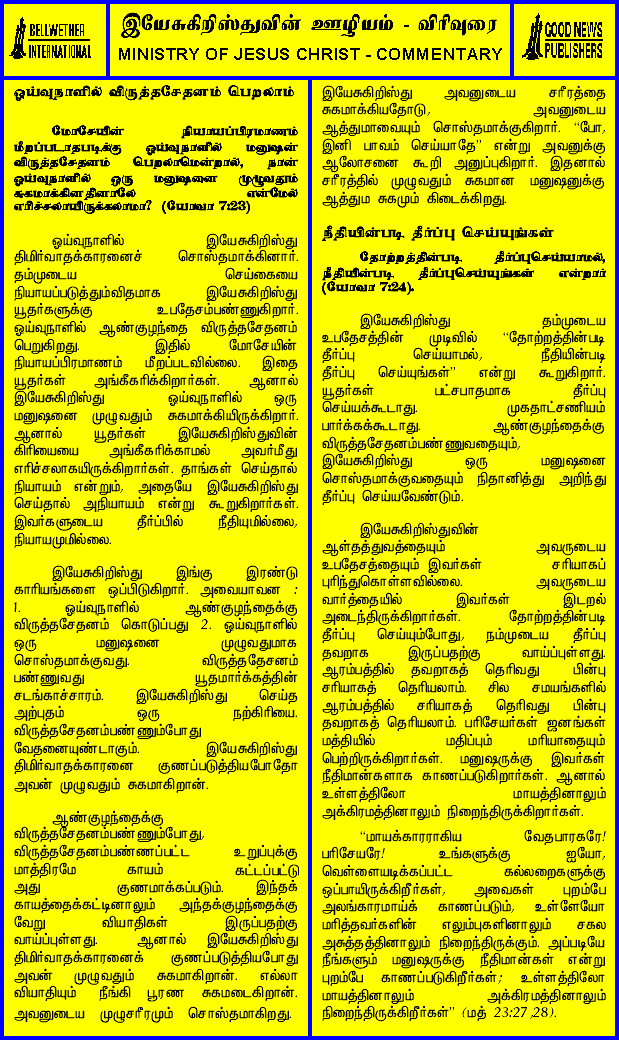 BELLWETHER
INTERNATIONAL
இயேசுகிறிஸ்துவின் ஊழியம் - விரிவுரை
MINISTRY OF JESUS CHRIST - COMMENTARY
GOOD NEWS
PUBLISHERS
ஓய்வுநாளில் விருத்தசேதனம் பெறலாம்
மோசேயின் நியாயப்பிரமாணம்
மீறப்படாதபடிக்கு ஓய்வுநாளில் மனுஷன்
விருத்தசேதனம் பெறலாமென்றால், நான்
ஓய்வுநாளில் ஒரு மனுஷனை முழுவதும்
சுகமாக்கினதினாலே என்மேல்
எரிச்சலாயிருக்கலாமா? (யோவா 7:23)
ஓய்வுநாளில் இயேசுகிறிஸ்து
திமிர்வாதக்காரனைச் சொஸ்தமாக்கினார்.
தம்முடைய செய்கையை
நியாயப்படுத்தும்விதமாக இயேசுகிறிஸ்து
யூதர்களுக்கு உபதேசம்பண்ணுகிறார்.
ஓய்வுநாளில் ஆண்குழந்தை விருத்தசேதனம்
பெறுகிறது. இதில் மோசேயின்
நியாயப்பிரமாணம் மீறப்படவில்லை. இதை
யூதர்கள் அங்கீகரிக்கிறார்கள். ஆனால்
இயேசுகிறிஸ்து ஓய்வுநாளில் ஒரு
மனுஷனை முழுவதும் சுகமாக்கியிருக்கிறார்.
ஆனால் யூதர்கள் இயேசுகிறிஸ்துவின்
கிரியையை அங்கீகரிக்காமல் அவர்மீது
எரிச்சலாகயிருக்கிறார்கள். தாங்கள் செய்தால்
நியாயம் என்றும், அதையே இயேசுகிறிஸ்து
செய்தால் அநியாயம் என்று கூறுகிறார்கள்.
இவர்களுடைய தீர்ப்பில் நீதியுமில்லை,
நியாயமுமில்லை.
இயேசுகிறிஸ்து இங்கு இரண்டு
காரியங்களை ஒப்பிடுகிறார். அவையாவன :
1. ஓய்வுநாளில் ஆண்குழந்தைக்கு
விருத்தசேதனம் கொடுப்பது 2. ஓய்வுநாளில்
ஒரு மனுஷனை முழுவதுமாக
சொஸ்தமாக்குவது. விருத்ததேசனம்
பண்ணுவது யூதமார்க்கத்தின்
சடங்காச்சாரம். இயேசுகிறிஸ்து செய்த
அற்புதம் ஒரு நற்கிரியை.
விருத்தசேதனம்பண்ணும்போது
வேதனையுண்டாகும். இயேசுகிறிஸ்து
திமிர்வாதக்காரனை குணப்படுத்தியபோதோ
அவன் முழுவதும் சுகமாகிறான்.
ஆண்குழந்தைக்கு
விருத்தசேதனம்பண்ணும்போது,
விருத்தசேதனம்பண்ணப்பட்ட உறுப்புக்கு
மாத்திரமே காயம் கட்டப்பட்டு
அது குணமாக்கப்படும். இந்தக்
காயத்தைக்கட்டினாலும் அந்தக்குழந்தைக்கு
வேறு வியாதிகள் இருப்பதற்கு
வாய்ப்புள்ளது. ஆனால் இயேசுகிறிஸ்து
திமிர்வாதக்காரனைக் குணப்படுத்தியபோது
அவன் முழுவதும் சுகமாகிறான். எல்லா
வியாதியும் நீங்கி பூரண சுகமடைகிறான்.
அவனுடைய முழுசரீரமும் சொஸ்தமாகிறது.
இயேசுகிறிஸ்து அவனுடைய சரீரத்தை
சுகமாக்கியதோடு, அவனுடைய
ஆத்துமாவையும் சொஸ்தமாக்குகிறார். “போ,
இனி பாவம் செய்யாதே” என்று அவனுக்கு
ஆலோசனை கூறி அனுப்புகிறார். இதனால்
சரீரத்தில் முழுவதும் சுகமான மனுஷனுக்கு
ஆத்தும சுகமும் கிடைக்கிறது.
நீதியின்படி தீர்ப்பு செய்யுங்கள்
தோற்றத்தின்படி தீர்ப்புசெய்யாமல்,
நீதியின்படி தீர்ப்புசெய்யுங்கள் என்றார்
(யோவா 7:24).
இயேசுகிறிஸ்து தம்முடைய
உபதேசத்தின் முடிவில் “தோற்றத்தின்படி
தீர்ப்பு செய்யாமல், நீதியின்படி
தீர்ப்பு செய்யுங்கள்” என்று கூறுகிறார்.
யூதர்கள் பட்சபாதமாக தீர்ப்பு
செய்யக்கூடாது. முகதாட்சணியம்
பார்க்கக்கூடாது. ஆண்குழந்தைக்கு
விருத்தசேதனம்பண்ணுவதையும்,
இயேசுகிறிஸ்து ஒரு மனுஷனை
சொஸ்தமாக்குவதையும் நிதானித்து அறிந்து
தீர்ப்பு செய்யவேண்டும்.
இயேசுகிறிஸ்துவின்
ஆள்தத்துவத்தையும் அவருடைய
உபதேசத்தையும் இவர்கள் சரியாகப்
புரிந்துகொள்ளவில்லை. அவருடைய
வார்த்தையில் இவர்கள் இடறல்
அடைந்திருக்கிறார்கள். தோற்றத்தின்படி
தீர்ப்பு செய்யும்போது, நம்முடைய தீர்ப்பு
தவறாக இருப்பதற்கு வாய்ப்புள்ளது.
ஆரம்பத்தில் தவறாகத் தெரிவது பின்பு
சரியாகத் தெரியலாம். சில சமயங்களில்
ஆரம்பத்தில் சரியாகத் தெரிவது பின்பு
தவறாகத் தெரியலாம். பரிசேயர்கள் ஜனங்கள்
மத்தியில் மதிப்பும் மரியாதையும்
பெற்றிருக்கிறார்கள். மனுஷருக்கு இவர்கள்
நீதிமான்களாக காணப்படுகிறார்கள். ஆனால்
உள்ளத்திலோ மாயத்தினாலும்
அக்கிரமத்தினாலும் நிறைந்திருக்கிறார்கள்.
“மாயக்காரராகிய வேதபாரகரே!
பரிசேயரே! உங்களுக்கு ஐயோ,
வெள்ளையடிக்கப்பட்ட கல்லறைகளுக்கு
ஒப்பாயிருக்கிறீர்கள், அவைகள் புறம்பே
அலங்காரமாய்க் காணப்படும், உள்ளேயோ
மரித்தவர்களின் எலும்புகளினாலும் சகல
அசுத்தத்தினாலும் நிறைந்திருக்கும். அப்படியே
நீங்களும் மனுஷருக்கு நீதிமான்கள் என்று
புறம்பே காணப்படுகிறீர்கள்; உள்ளத்திலோ
மாயத்தினாலும் அக்கிரமத்தினாலும்
நிறைந்திருக்கிறீர்கள்” (மத் 23:27,28).